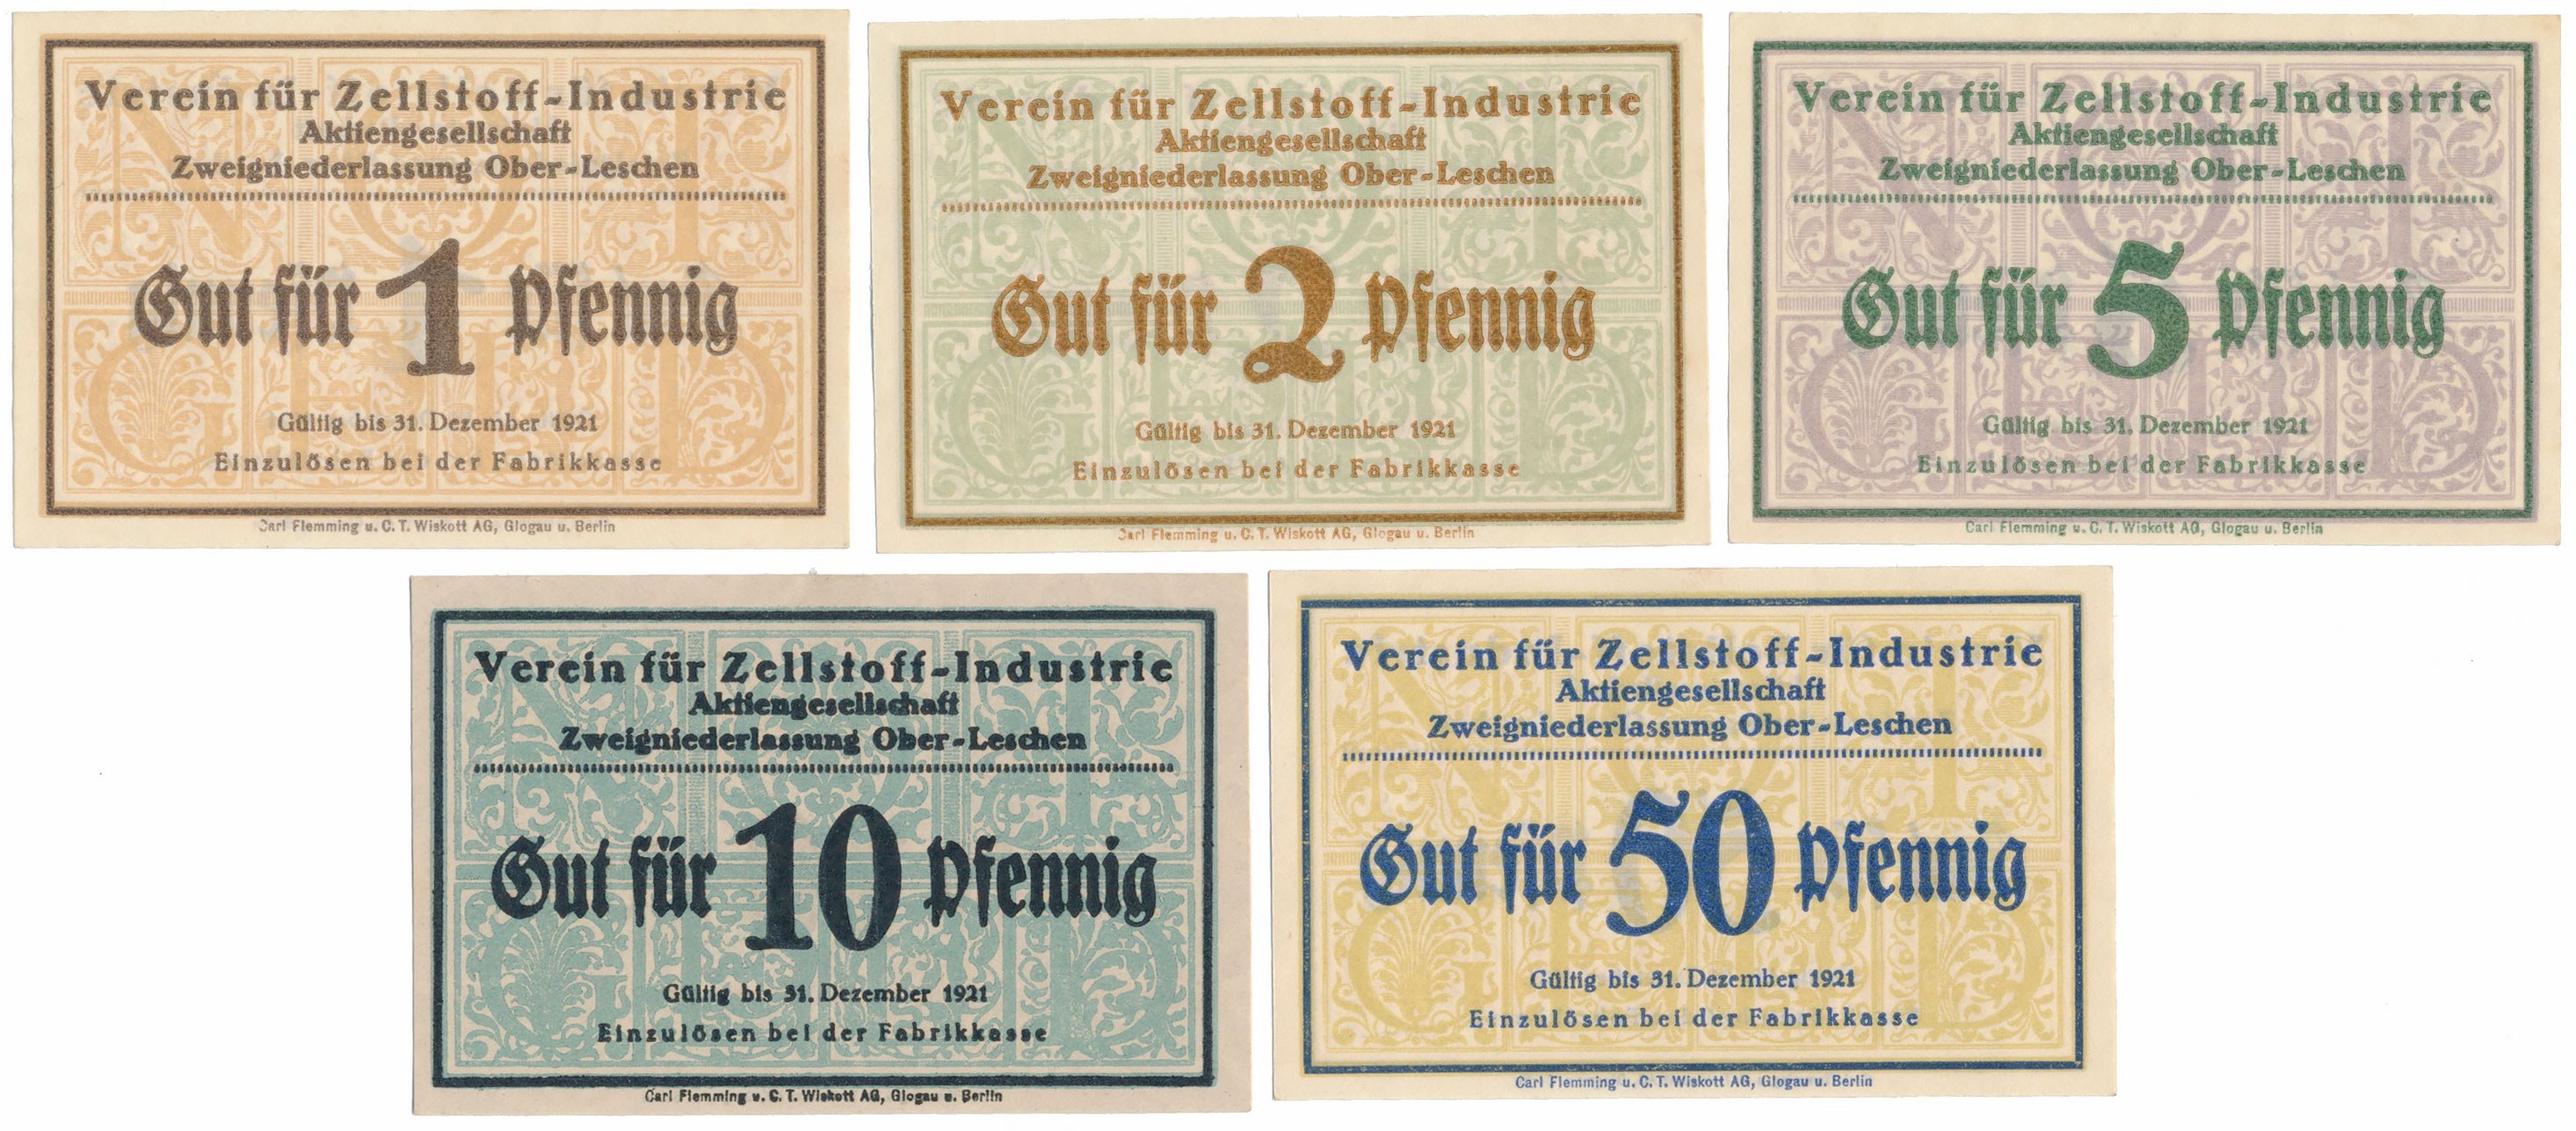 Verein für Zellstoff-Industrie
Aktiengesellschaft
Zweigniederlassung Ober-Leschen
Gut für 1 Pfennig
Gültig bis 31. Dezember 1921
Einzulösen bei der Fabrikkasse
Carl Flemming u. C. T. Wiskott AG, Glogau u. Berlin
Verein für Zellstoff-Industrie
Aktiengesellschaft
Zweigniederlassung Ober-Leschen
Gut für 2 Pfennig
Gültig bis 31. Dezember 1921
Einzulösen bei der Fabrikkasse
Carl Flemming u. C. T. Wiskott AG, Glogau u. Berlin
Verein für Zellstoff-Industrie
Aktiengesellschaft
Zweigniederlassung Ober-Leschen
Gut für 5 Pfennig
Gültig bis 31. Dezember 1921
Einzulösen bei der Fabrikkasse
Carl Flemming u. C. T. Wiskott AG, Glogau u. Berlin
Verein für Zellstoff-Industrie
Aktiengesellschaft
Zweigniederlassung Ober-Leschen
Gut für 10 Pfennig
Gültig bis 31. Dezember 1921
Einzulösen bei der Fabrikkasse
Carl Flemming u. C. T. Wiskott AG, Glogau u. Berlin
Verein für Zellstoff-Industrie
Aktiengesellschaft
Zweigniederlassung Ober-Leschen
Gut für 50 Pfennig
Gültig bis 31. Dezember 1921
Einzulösen bei der Fabrikkasse
Carl Flemming u. C. T. Wiskott AG, Glogau u. Berlin